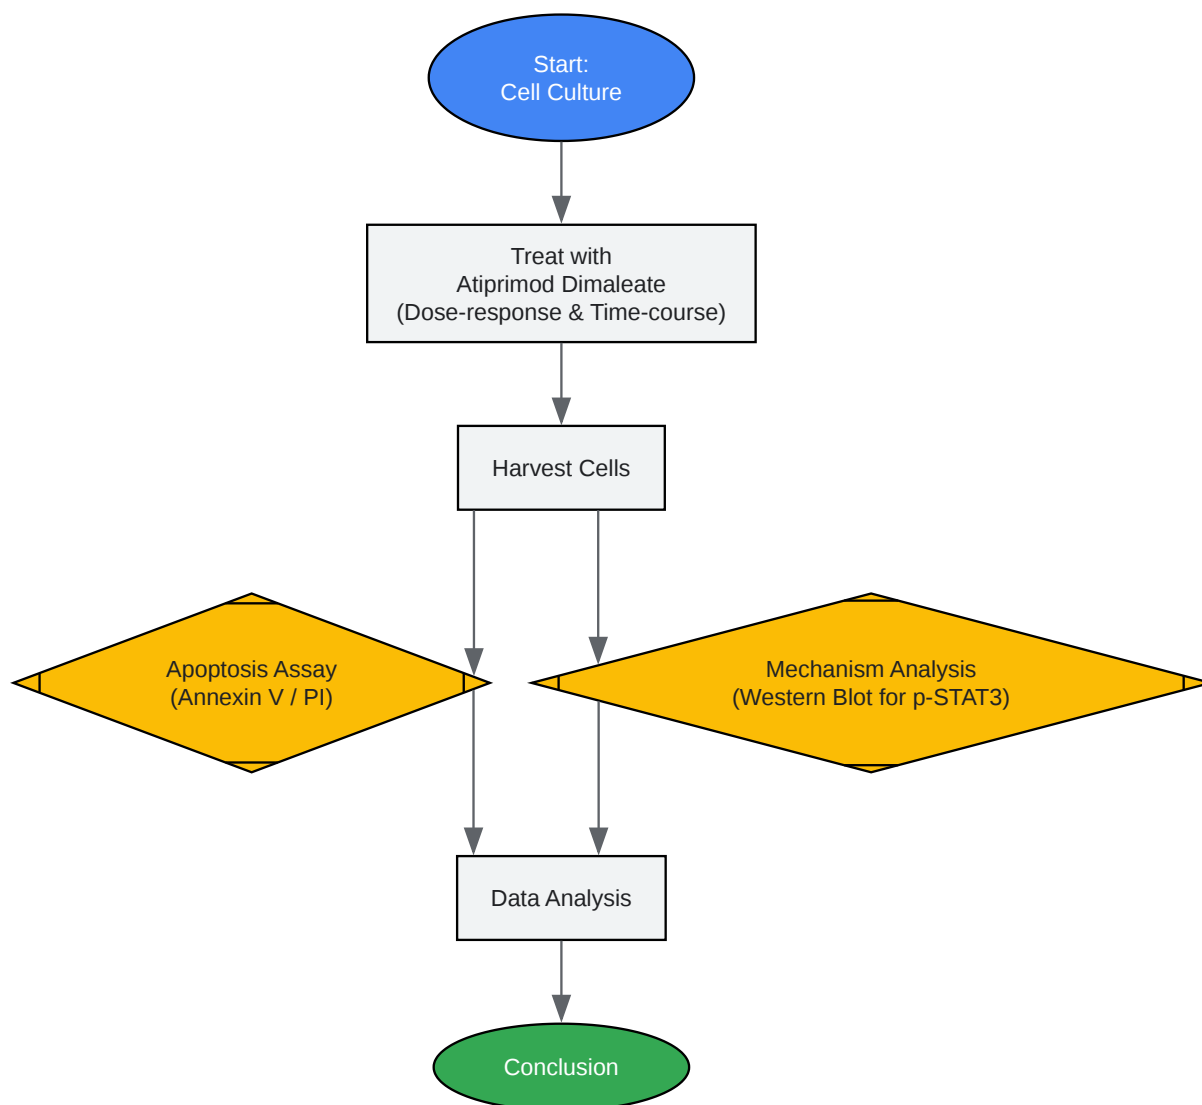 Start:
Cell Culture
Treat with
Atiprimod Dimaleate
(Dose-response & Time-course)
Harvest Cells
Apoptosis Assay
(Annexin V / PI)
Mechanism Analysis
(Western Blot for p-STAT3)
Data Analysis
Conclusion